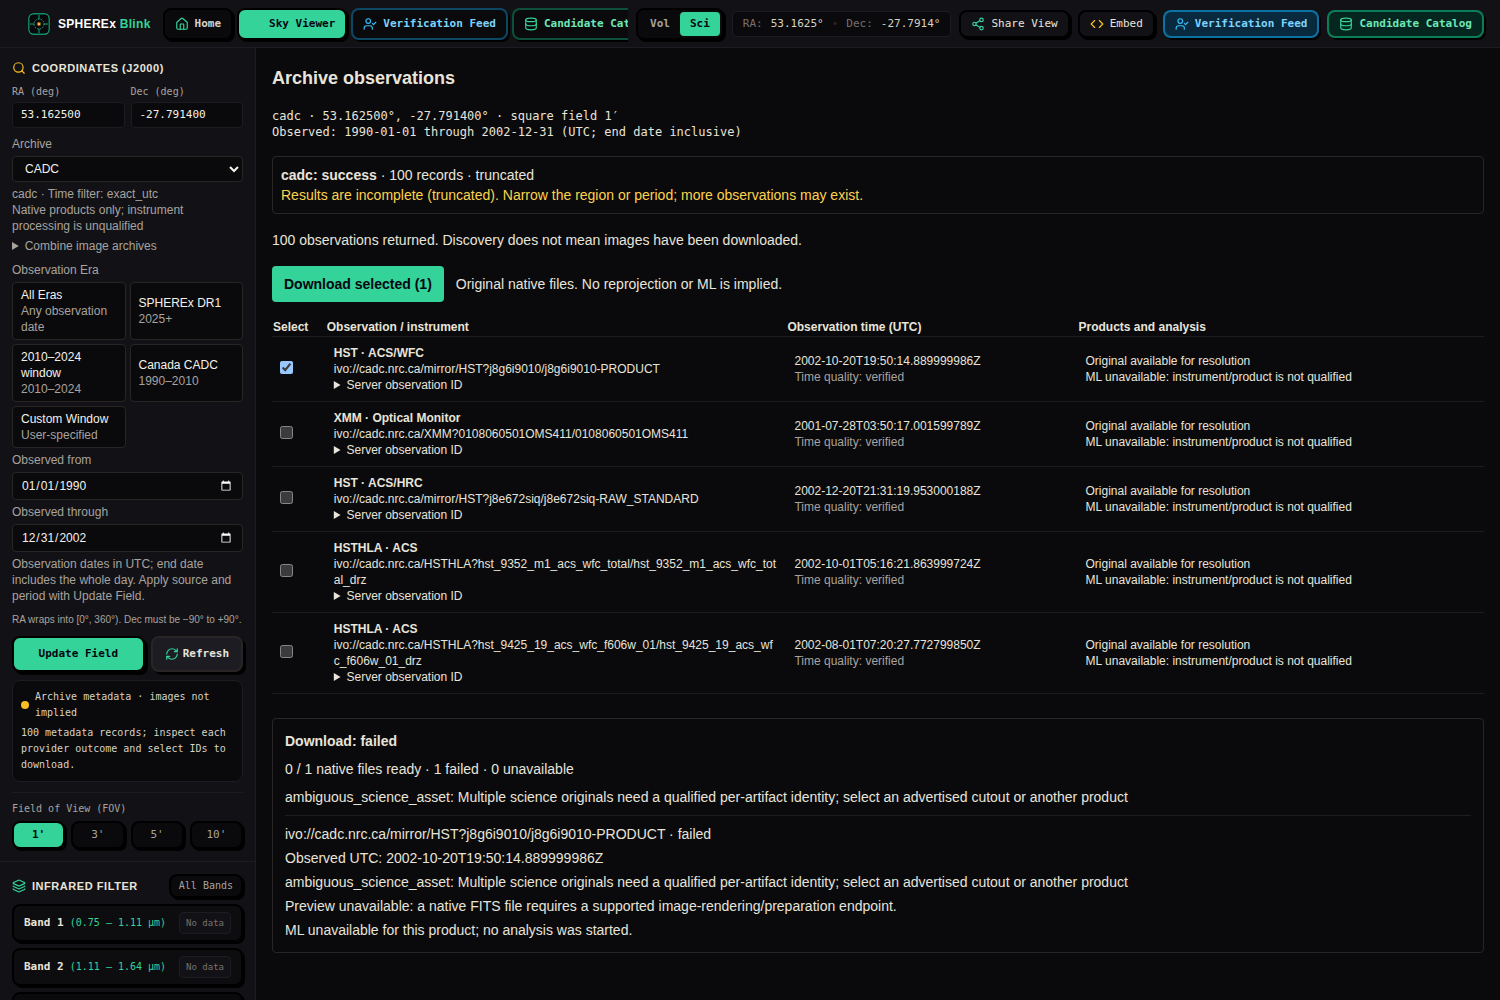 SPHEREx Blink
Home
Sky Viewer
Verification Feed
Candidate Cat
Vol
Sci
RA: 53.1625° · Dec: -27.7914°
Share View
Embed
Verification Feed
Candidate Catalog
COORDINATES (J2000)
RA (deg)
Dec (deg)
53.162500
-27.791400
Archive
CADC
cadc · Time filter: exact_utc
Native products only; instrument
processing is unqualified
Combine image archives
Observation Era
All Eras
Any observation
date
SPHEREx DR1
2025+
2010–2024
window
2010–2024
Canada CADC
1990–2010
Custom Window
User-specified
Observed from
01/01/1990
Observed through
12/31/2002
Observation dates in UTC; end date
includes the whole day. Apply source and
period with Update Field.
RA wraps into [0°, 360°). Dec must be −90° to +90°.
Update Field
Refresh
Archive metadata · images not
implied
100 metadata records; inspect each
provider outcome and select IDs to
download.
Field of View (FOV)
1'
3'
5'
10'
INFRARED FILTER
All Bands
Band 1 (0.75 – 1.11 µm)
No data
Band 2 (1.11 – 1.64 µm)
No data
Archive observations
cadc · 53.162500°, -27.791400° · square field 1′
Observed: 1990-01-01 through 2002-12-31 (UTC; end date inclusive)
cadc: success · 100 records · truncated
Results are incomplete (truncated). Narrow the region or period; more observations may exist.
100 observations returned. Discovery does not mean images have been downloaded.
Download selected (1)
Original native files. No reprojection or ML is implied.
Select
Observation / instrument
Observation time (UTC)
Products and analysis
HST · ACS/WFC
ivo://cadc.nrc.ca/mirror/HST?j8g6i9010/j8g6i9010-PRODUCT
Server observation ID
2002-10-20T19:50:14.889999986Z
Time quality: verified
Original available for resolution
ML unavailable: instrument/product is not qualified
XMM · Optical Monitor
ivo://cadc.nrc.ca/XMM?0108060501OMS411/0108060501OMS411
Server observation ID
2001-07-28T03:50:17.001599789Z
Time quality: verified
Original available for resolution
ML unavailable: instrument/product is not qualified
HST · ACS/HRC
ivo://cadc.nrc.ca/mirror/HST?j8e672siq/j8e672siq-RAW_STANDARD
Server observation ID
2002-12-20T21:31:19.953000188Z
Time quality: verified
Original available for resolution
ML unavailable: instrument/product is not qualified
HSTHLA · ACS
ivo://cadc.nrc.ca/HSTHLA?hst_9352_m1_acs_wfc_total/hst_9352_m1_acs_wfc_tot
al_drz
Server observation ID
2002-10-01T05:16:21.863999724Z
Time quality: verified
Original available for resolution
ML unavailable: instrument/product is not qualified
HSTHLA · ACS
ivo://cadc.nrc.ca/HSTHLA?hst_9425_19_acs_wfc_f606w_01/hst_9425_19_acs_wf
c_f606w_01_drz
Server observation ID
2002-08-01T07:20:27.772799850Z
Time quality: verified
Original available for resolution
ML unavailable: instrument/product is not qualified
Download: failed
0 / 1 native files ready · 1 failed · 0 unavailable
ambiguous_science_asset: Multiple science originals need a qualified per-artifact identity; select an advertised cutout or another product
ivo://cadc.nrc.ca/mirror/HST?j8g6i9010/j8g6i9010-PRODUCT · failed
Observed UTC: 2002-10-20T19:50:14.889999986Z
ambiguous_science_asset: Multiple science originals need a qualified per-artifact identity; select an advertised cutout or another product
Preview unavailable: a native FITS file requires a supported image-rendering/preparation endpoint.
ML unavailable for this product; no analysis was started.